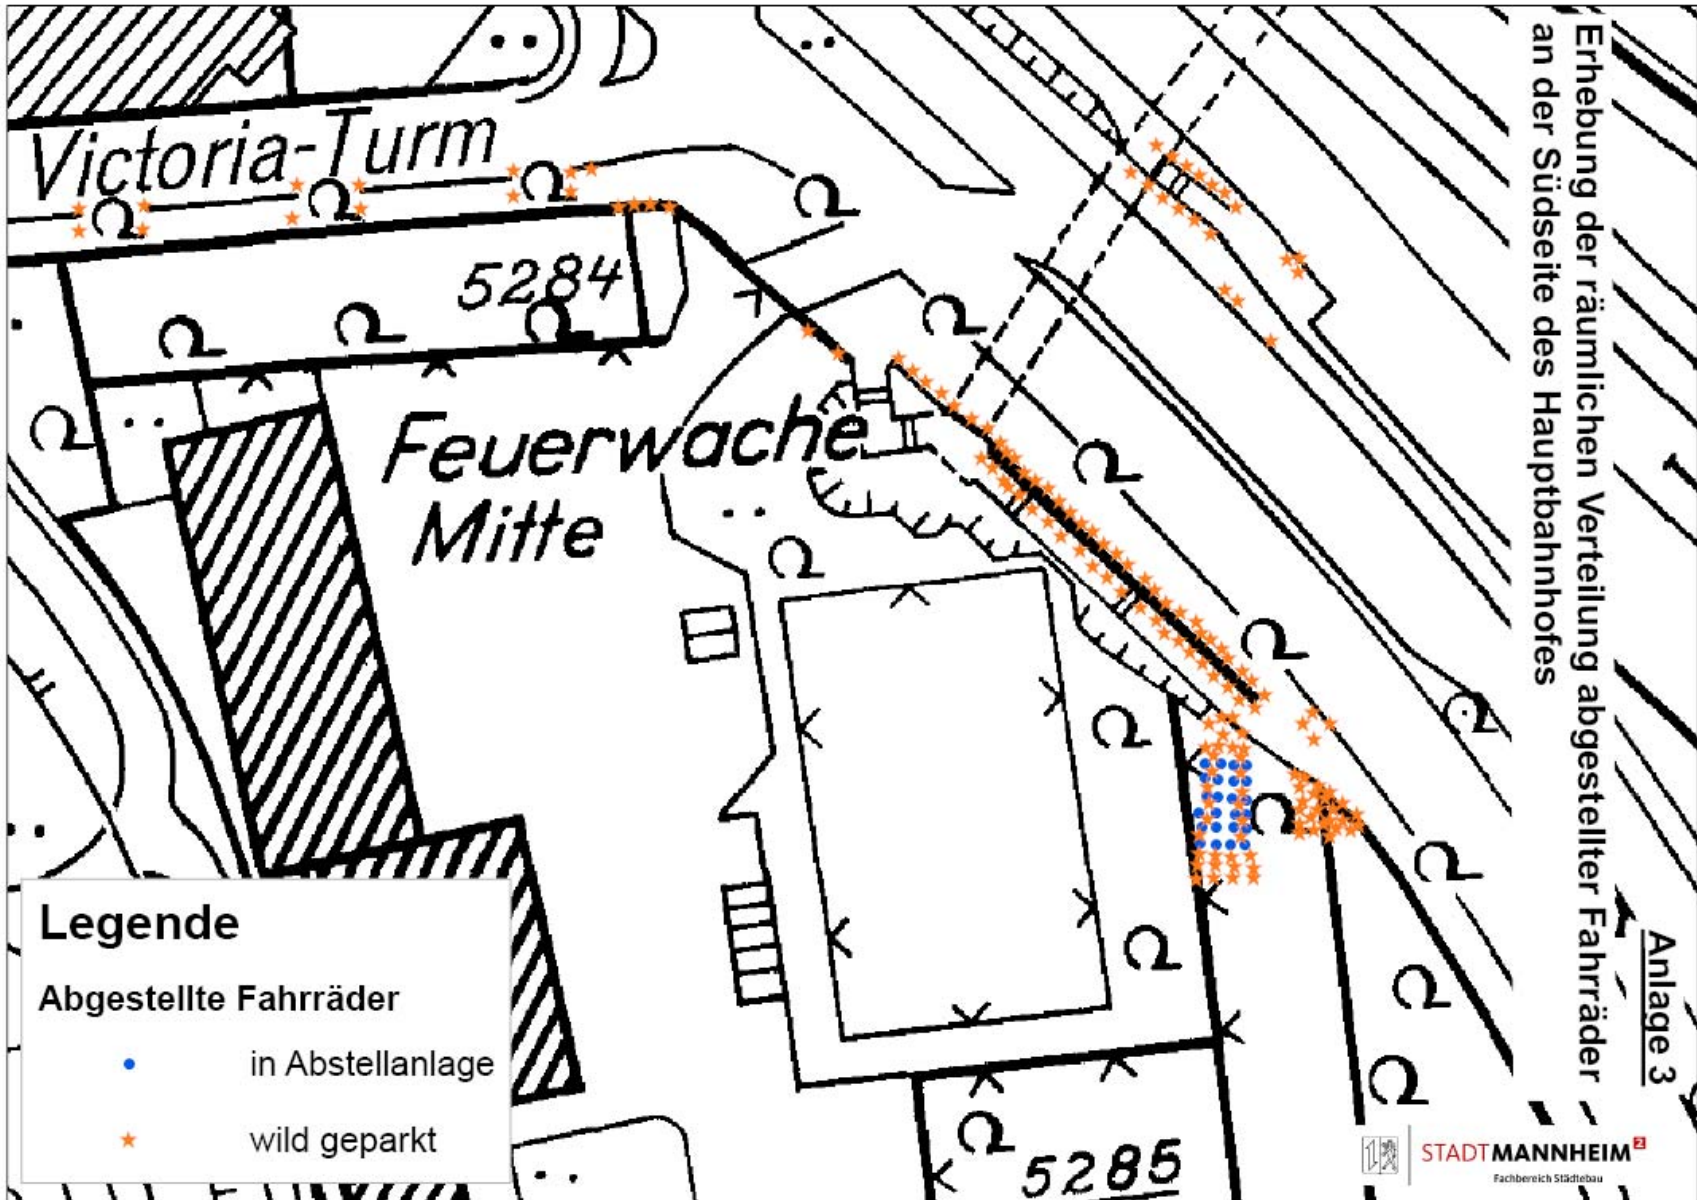 Erhebung der räumlichen Verteilung abgestellter Fahrräder
an der Südseite des Hauptbahnhofes
Anlage 3
Victoria-Turm
5284
Feuerwache
Mitte
5285
Legende
Abgestellte Fahrräder
in Abstellanlage
wild geparkt
STADTMANNHEIM²
Fachbereich Städtebau